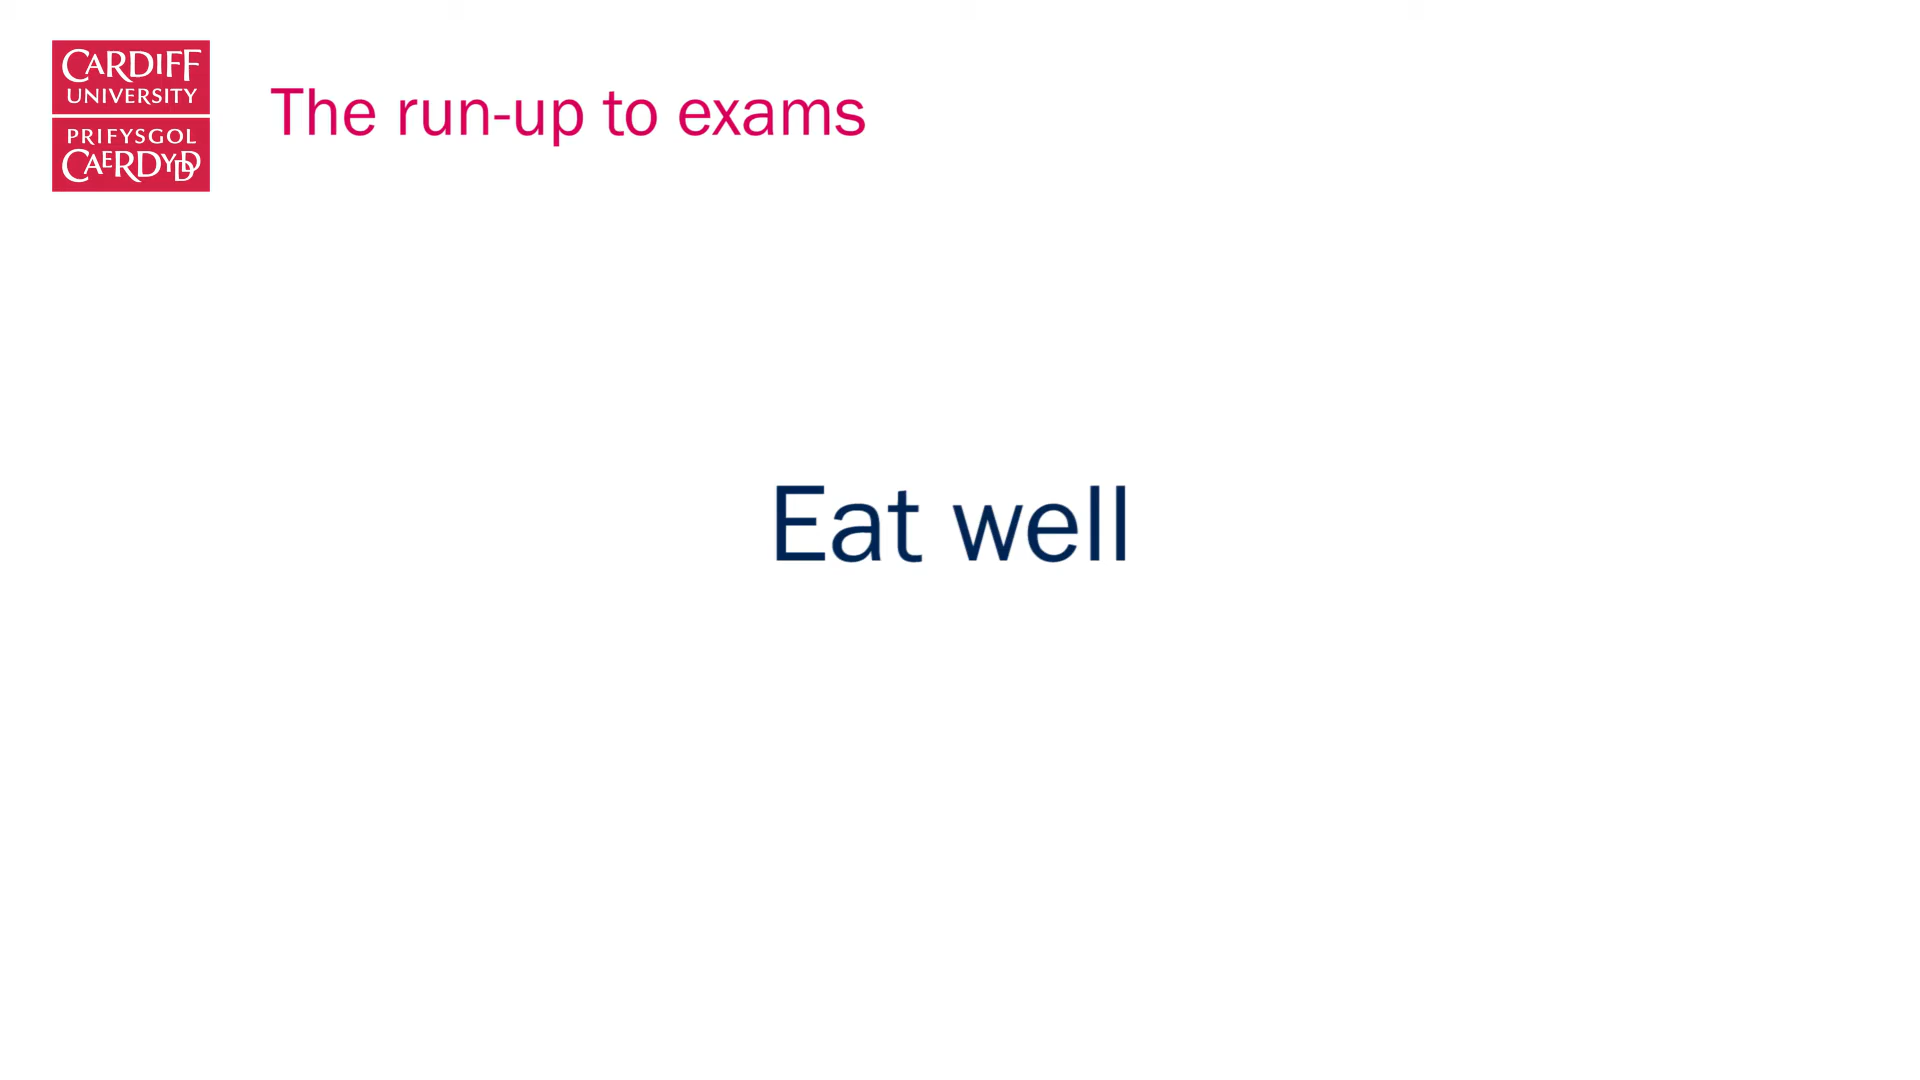 CARDIFF
UNIVERSITY
PRIFYSGOL
CAERDYDD
The run-up to exams
Eat well